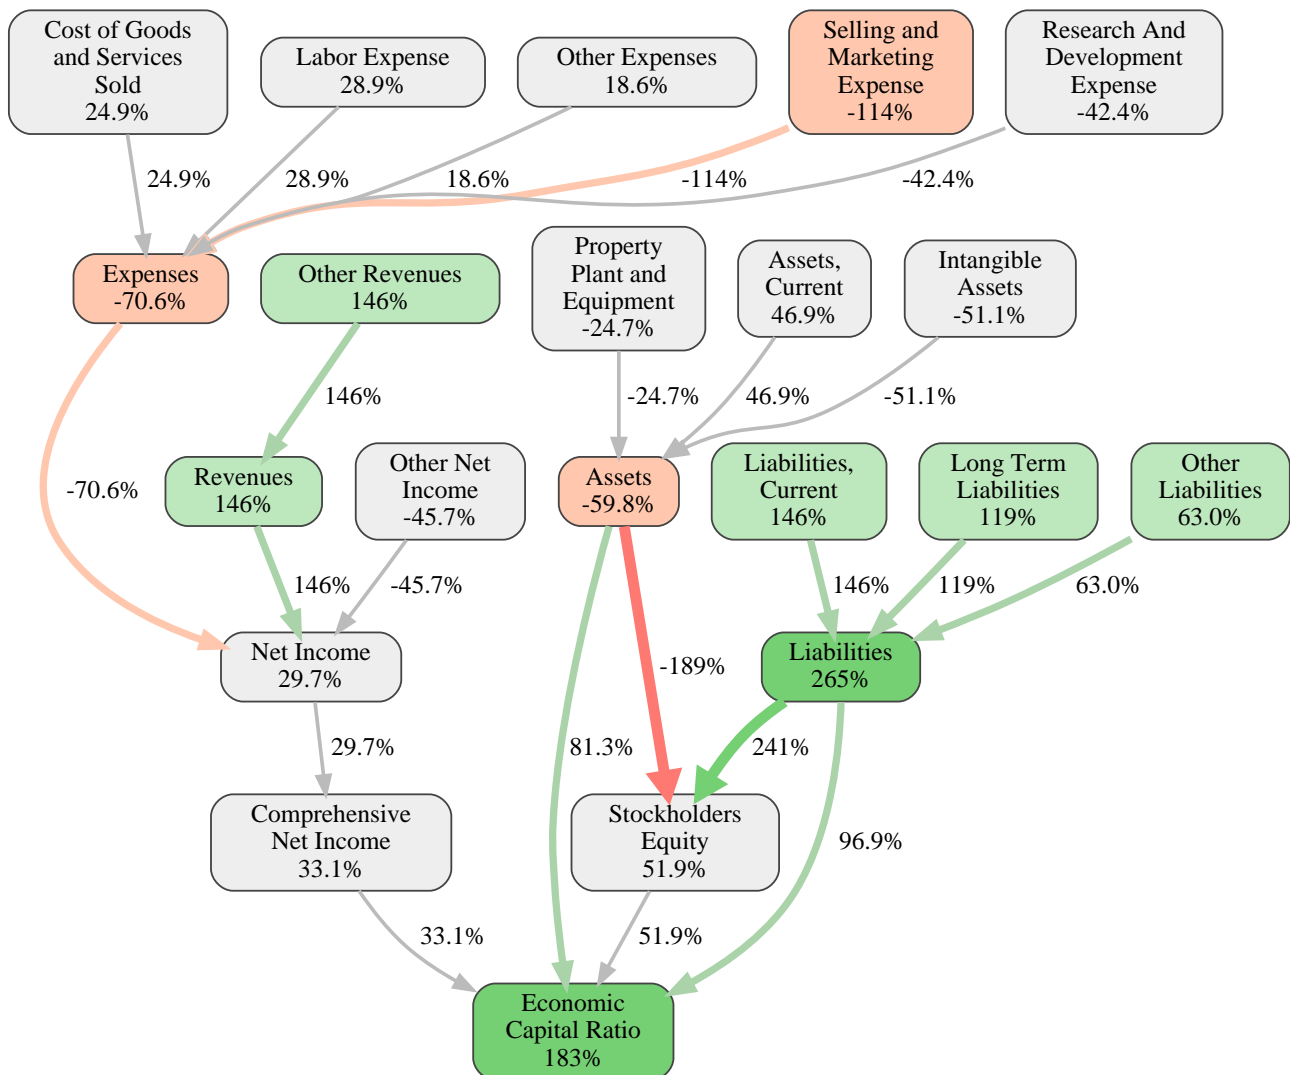 Cost of Goods
and Services
Sold
24.9%
Labor Expense
28.9%
Other Expenses
18.6%
Selling and
Marketing
Expense
-114%
Research And
Development
Expense
-42.4%
24.9%
28.9%
18.6%
-114%
-42.4%
Expenses
-70.6%
Other Revenues
146%
Property
Plant and
Equipment
-24.7%
Assets,
Current
46.9%
Intangible
Assets
-51.1%
146%
-24.7%
46.9%
-51.1%
-70.6%
Revenues
146%
Other Net
Income
-45.7%
Assets
-59.8%
Liabilities,
Current
146%
Long Term
Liabilities
119%
Other
Liabilities
63.0%
146%
-45.7%
146%
119%
63.0%
Net Income
29.7%
-189%
Liabilities
265%
29.7%
81.3%
241%
Comprehensive
Net Income
33.1%
Stockholders
Equity
51.9%
96.9%
33.1%
51.9%
Economic
Capital Ratio
183%